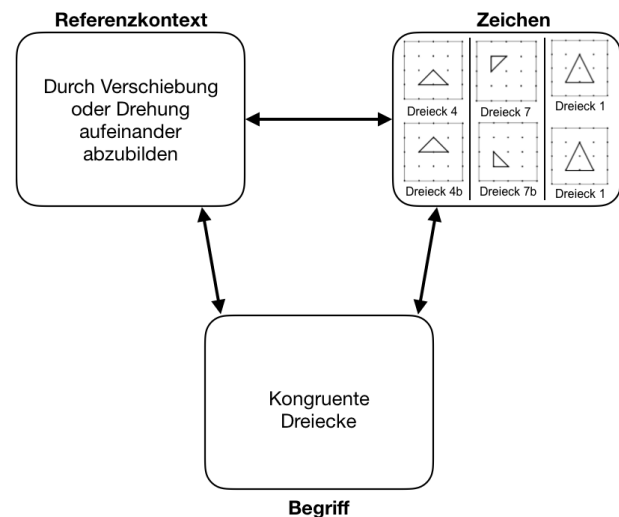 Referenzkontext
Durch Verschiebung
oder Drehung
aufeinander
abzubilden
Zeichen
Dreieck 4
Dreieck 7
Dreieck 1
Dreieck 4b
Dreieck 7b
Dreieck 1
Kongruente
Dreiecke
Begriff